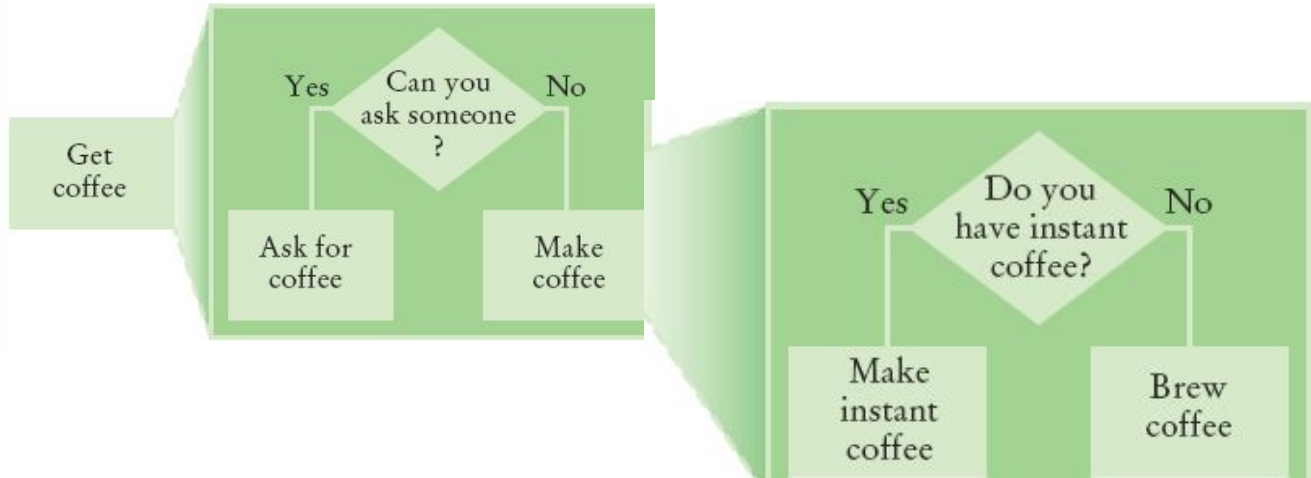 Get
coffee
Yes
Can you
ask someone
?
No
Ask for
coffee
Make
coffee
Yes
Do you
have instant
coffee?
No
Make
instant
coffee
Brew
coffee